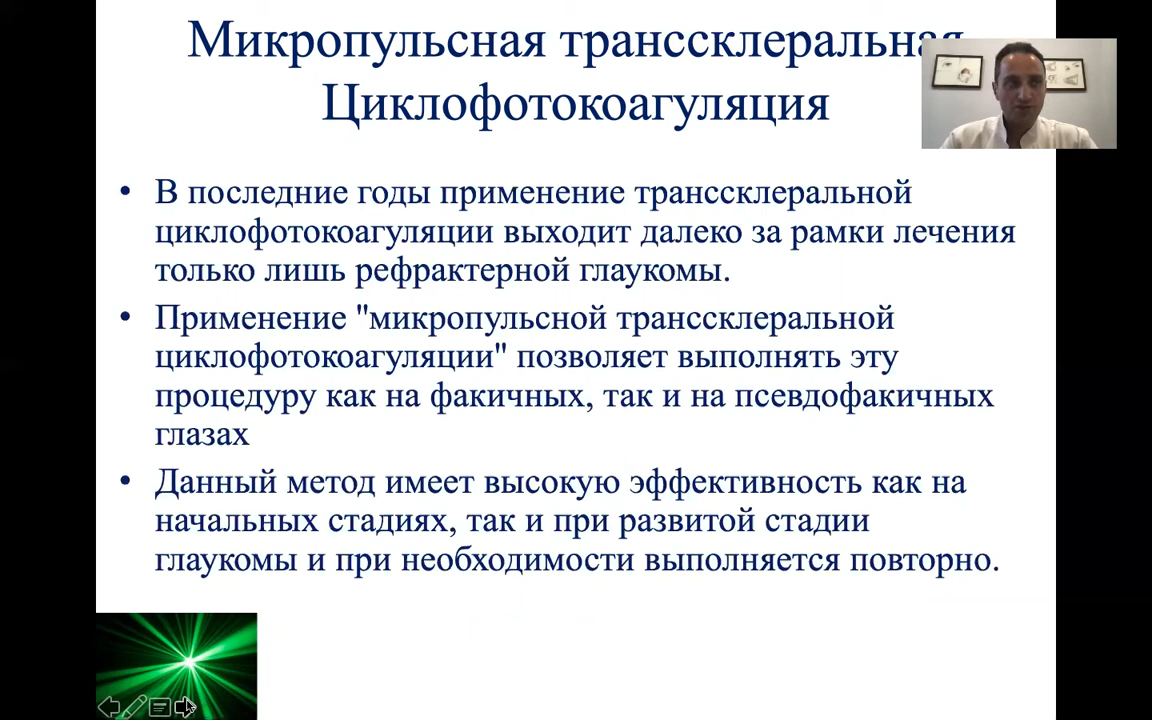 Микропульсная транссклеральная
Циклофотокоагуляция
• В последние годы применение транссклеральной
циклофотокоагуляции выходит далеко за рамки лечения
только лишь рефрактерной глаукомы.
• Применение "микропульсной транссклеральной
циклофотокоагуляции" позволяет выполнять эту
процедуру как на факичных, так и на псевдофакичных
глазах
• Данный метод имеет высокую эффективность как на
начальных стадиях, так и при развитой стадии
глаукомы и при необходимости выполняется повторно.